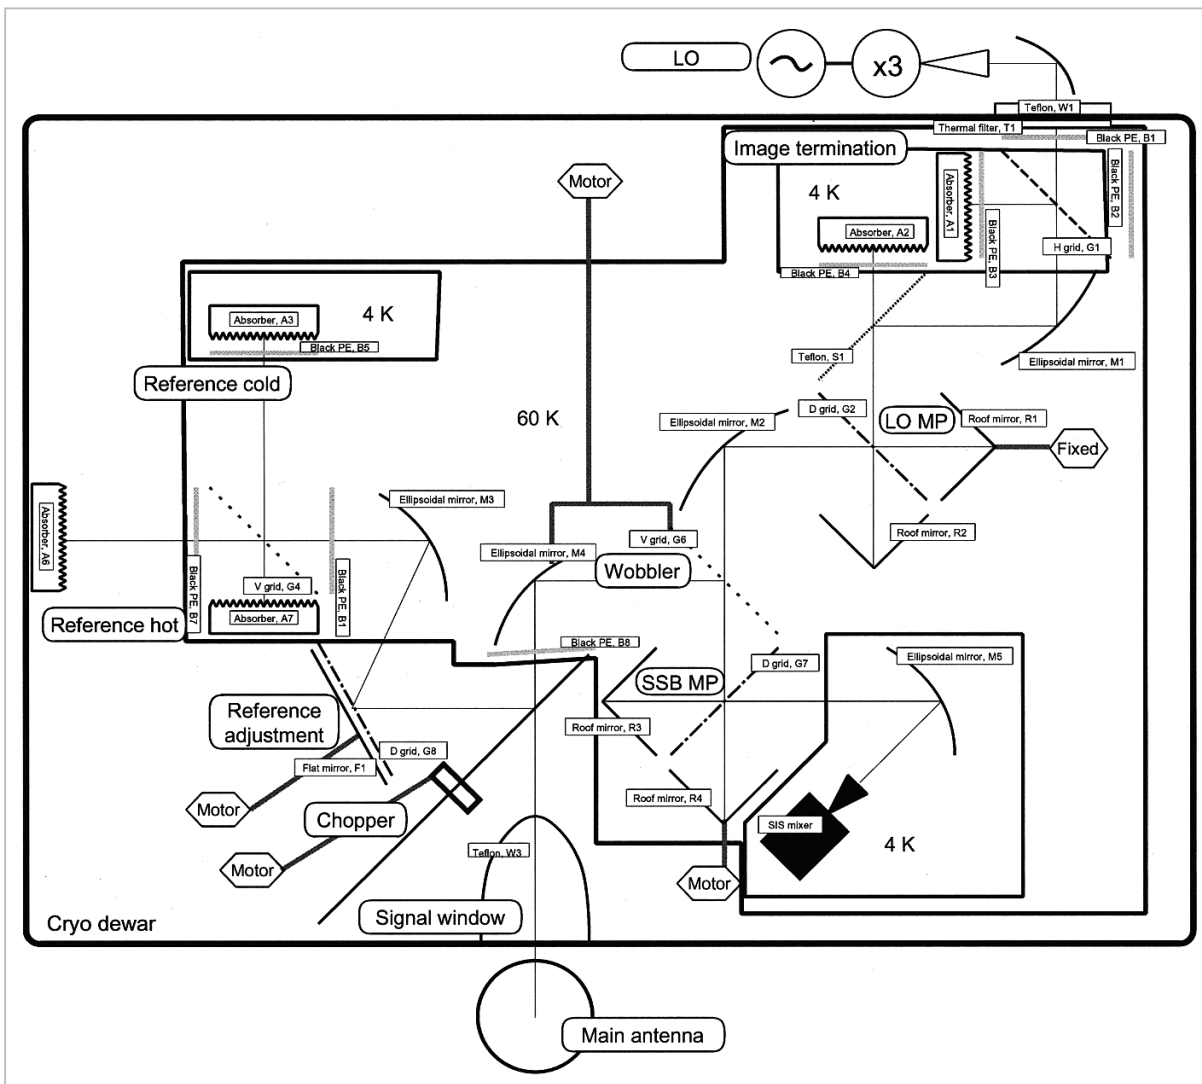 LO
x3
Teflon, W1
Thermal filter, T1
Black PE, B1
Image termination
Motor
4 K
Absorber, A1
Black PE, B2
Absorber, A2
Black PE, B3
H grid, G1
Black PE, B4
Absorber, A3
4 K
Black PE, B5
Teflon, S1
Ellipsoidal mirror, M1
Reference cold
60 K
Ellipsoidal mirror, M2
D grid, G2
LO MP
Roof mirror, R1
Fixed
Ellipsoidal mirror, M3
Absorber, A6
Roof mirror, R2
V grid, G6
Ellipsoidal mirror, M4
Wobbler
V grid, G4
Black PE, B7
Black PE, B1
Absorber, A7
Reference hot
Black PE, B8
D grid, G7
Ellipsoidal mirror, M5
SSB MP
Reference
adjustment
Roof mirror, R3
D grid, G8
Flat mirror, F1
Roof mirror, R4
Motor
Chopper
SIS mixer
Teflon, W3
4 K
Motor
Motor
Signal window
Cryo dewar
Main antenna